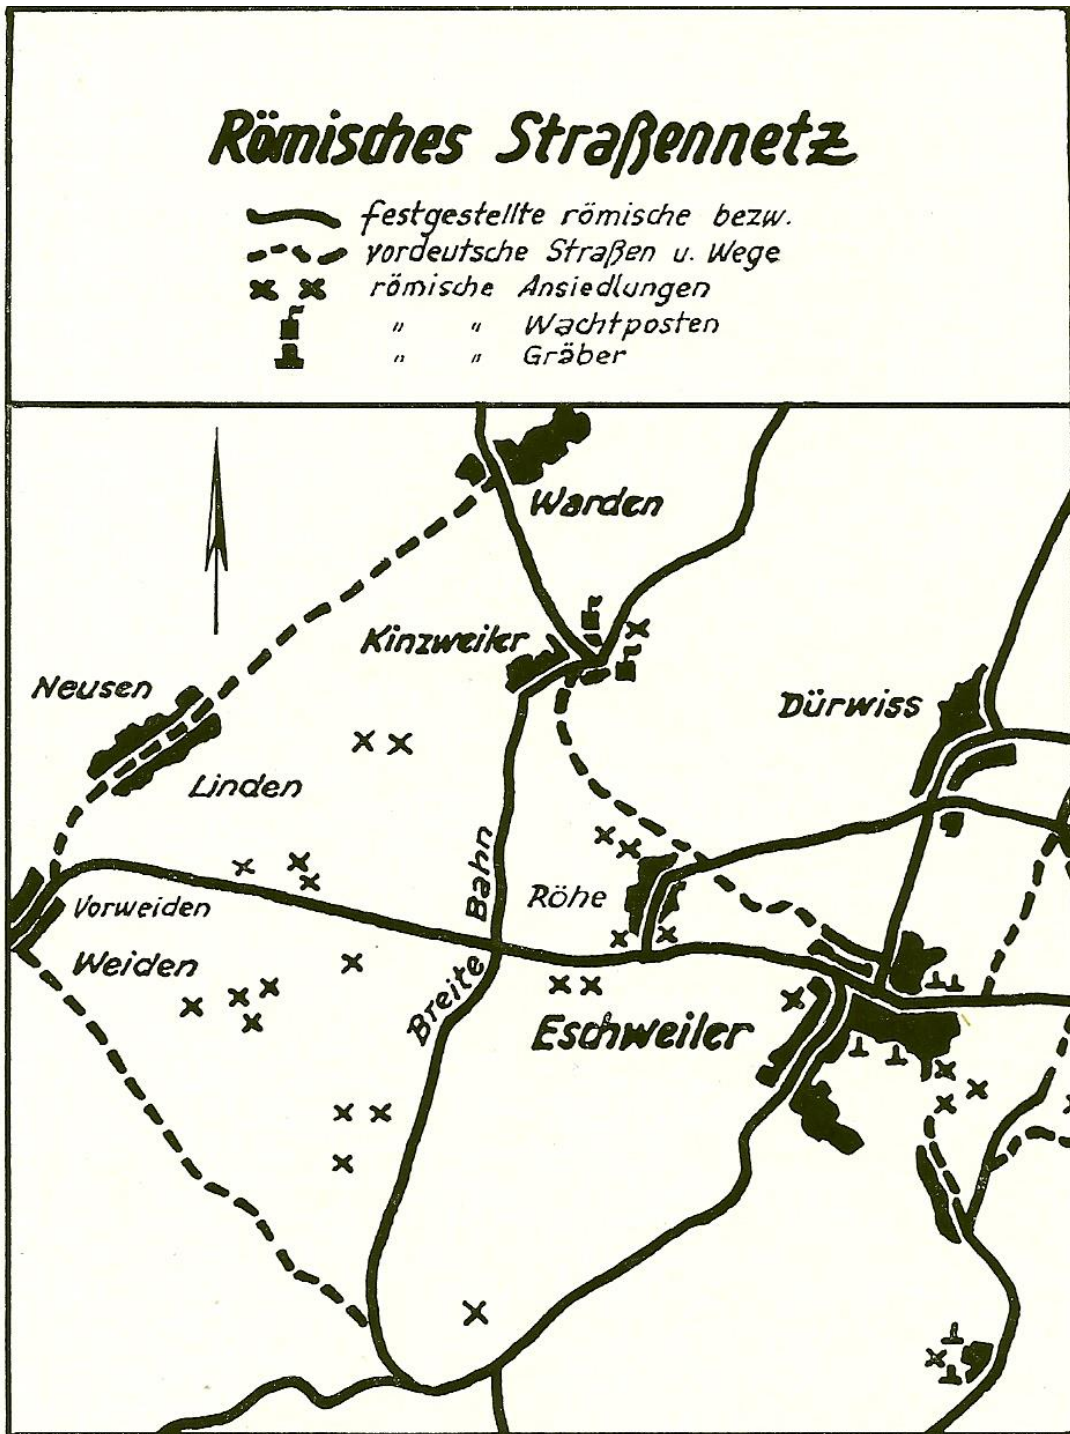 Römisches Straßennetz
festgestellte römische bezw.
vordeutsche Straßen u. Wege
römische Ansiedlungen
" " Wachtposten
" " Gräber
Warden
Kinzweiler
Neusen
Dürwiss
Linden
Bahn
Röhe
Vorweiden
Weiden
Breite
Eschweiler